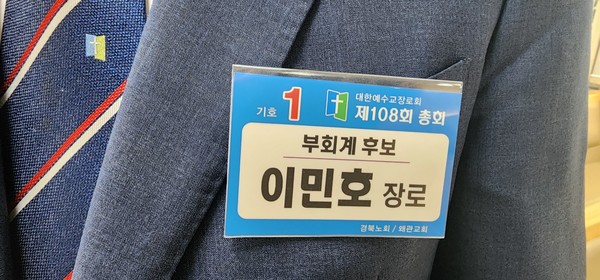 기호 1
대한예수교장로회
제108회 총회
부회계 후보
이민호 장로
경북노회 / 왜관교회